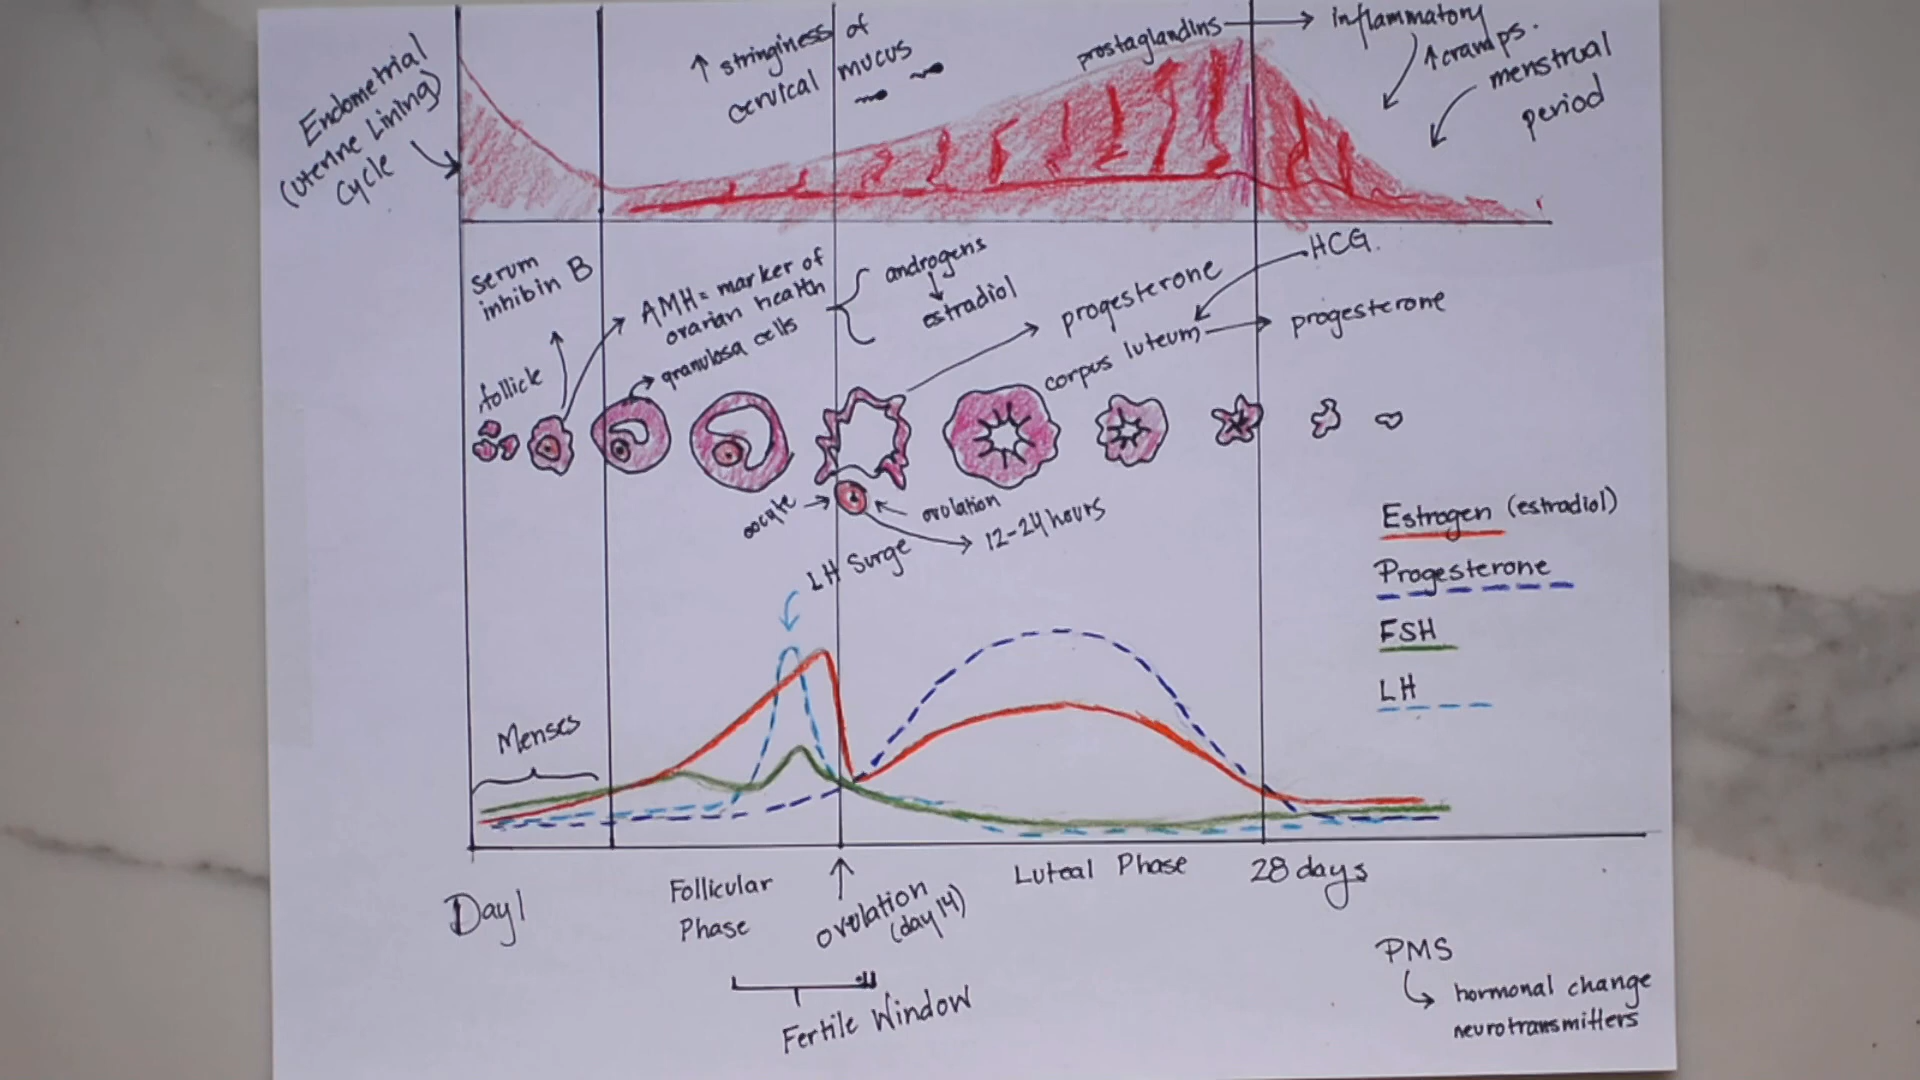 Endometrial
(Uterine Lining)
Cycle
↑ stringiness of
cervical mucus
prostaglandins → inflammatory
↑ cramps.
menstrual
period
serum
inhibin B
follicle
AMH = marker of
ovarian health
granulosa cells
androgens
estradiol
progesterone
HCG.
corpus luteum → progesterone
oocyte
ovulation
12-24 hours
LH Surge
Estrogen (estradiol)
Progesterone
FSH
LH
Menses
Day 1
Follicular
Phase
ovulation
(day 14)
Luteal Phase
28 days
Fertile Window
PMS
hormonal change
neurotransmitters